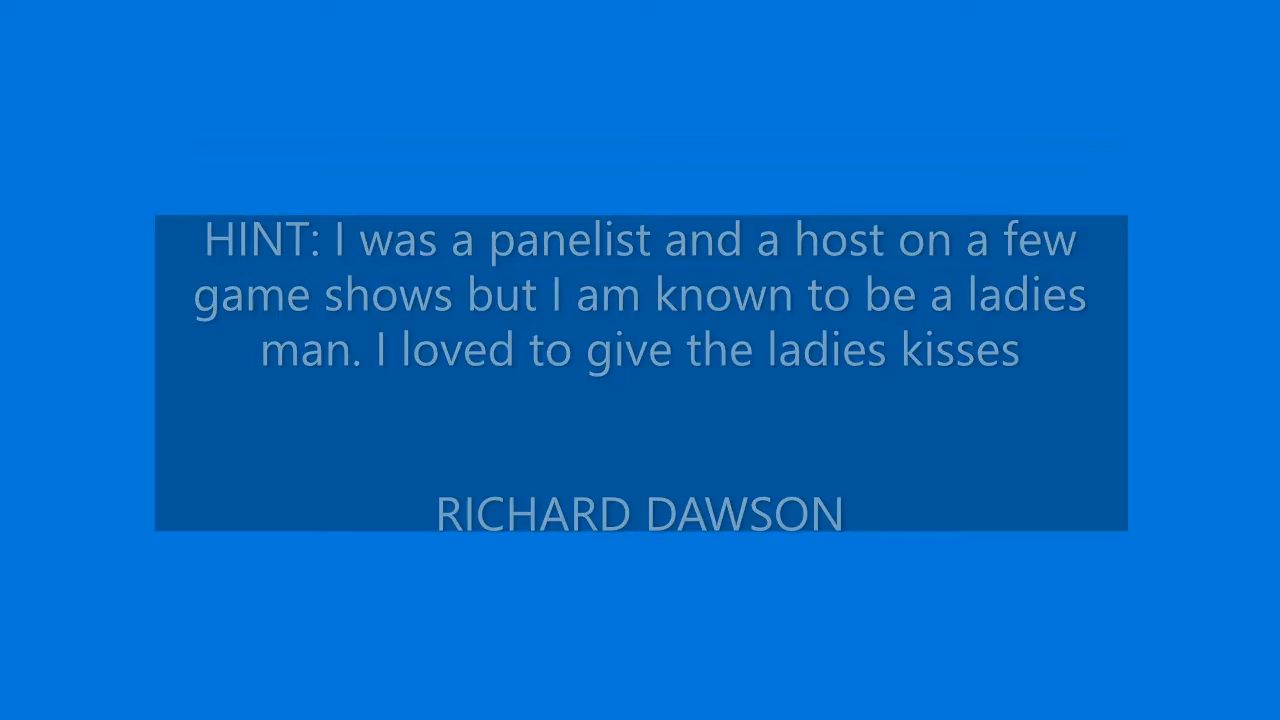 HINT: I was a panelist and a host on a few
game shows but I am known to be a ladies
man. I loved to give the ladies kisses
RICHARD DAWSON